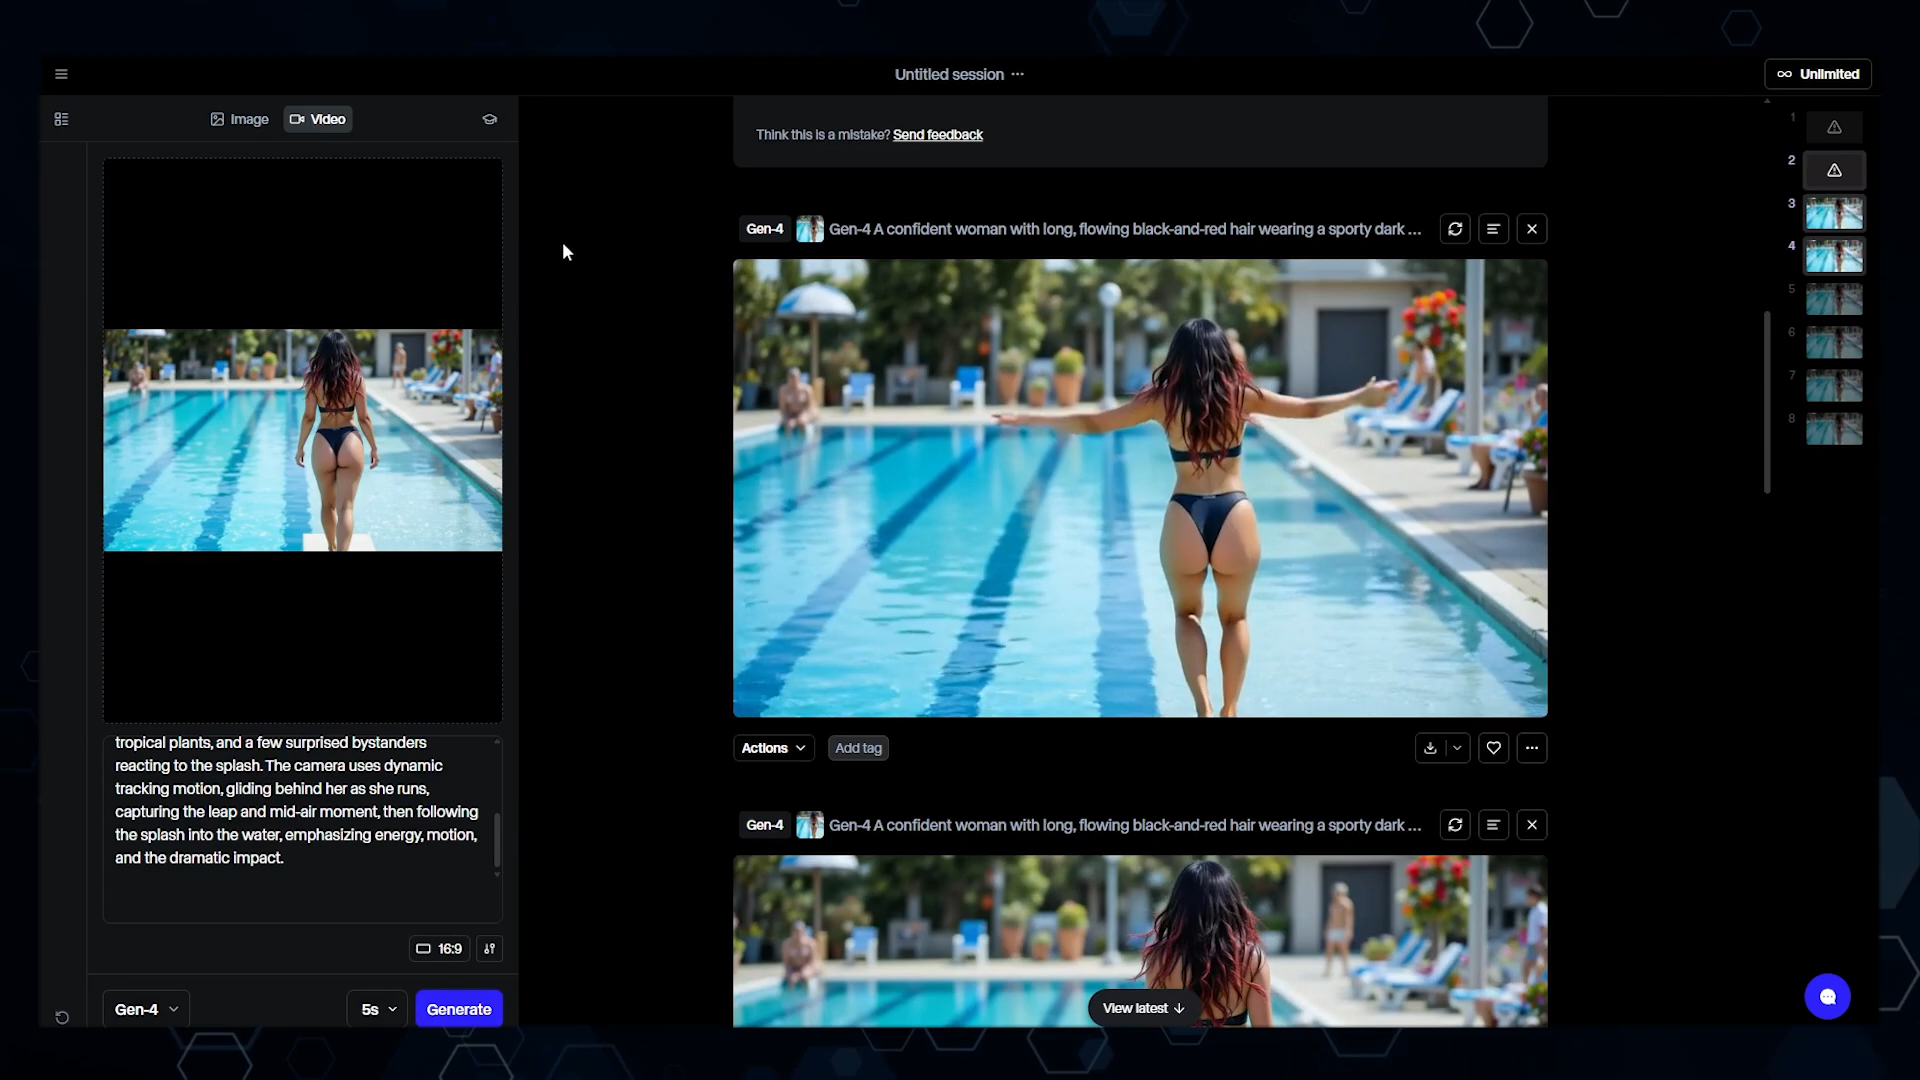 Untitled session ···
Unlimited
Image
Video
Think this is a mistake? Send feedback
1
2
3
4
5
6
7
8
Gen-4
Gen-4 A confident woman with long, flowing black-and-red hair wearing a sporty dark ...
Actions
Add tag
Gen-4
Gen-4 A confident woman with long, flowing black-and-red hair wearing a sporty dark ...
View latest
tropical plants, and a few surprised bystanders
reacting to the splash. The camera uses dynamic
tracking motion, gliding behind her as she runs,
capturing the leap and mid-air moment, then following
the splash into the water, emphasizing energy, motion,
and the dramatic impact.
16:9
Gen-4
5s
Generate